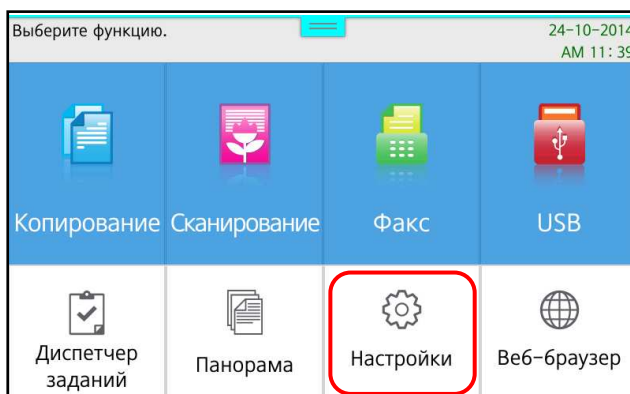 Выберите функцию.
24-10-2014
AM 11:39
Копирование
Сканирование
Факс
USB
Диспетчер
заданий
Панорама
Настройки
Веб-браузер